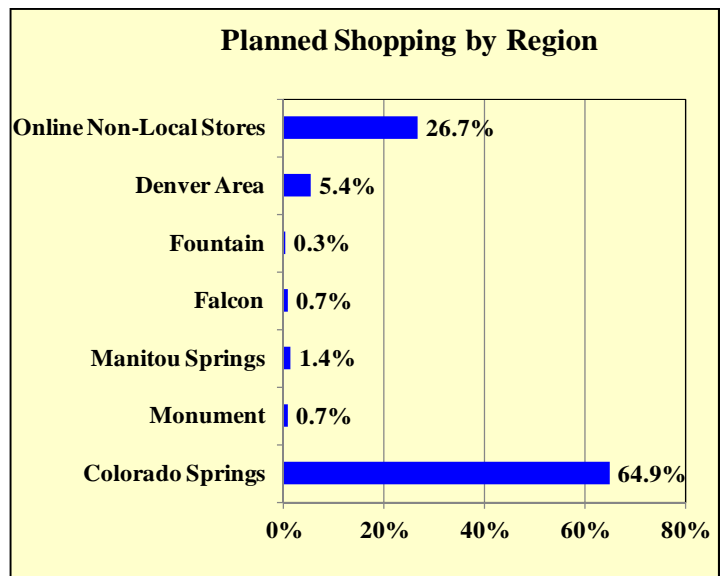 Planned Shopping by Region
Online Non-Local Stores 26.7%
Denver Area 5.4%
Fountain 0.3%
Falcon 0.7%
Manitou Springs 1.4%
Monument 0.7%
Colorado Springs 64.9%
0% 20% 40% 60% 80%